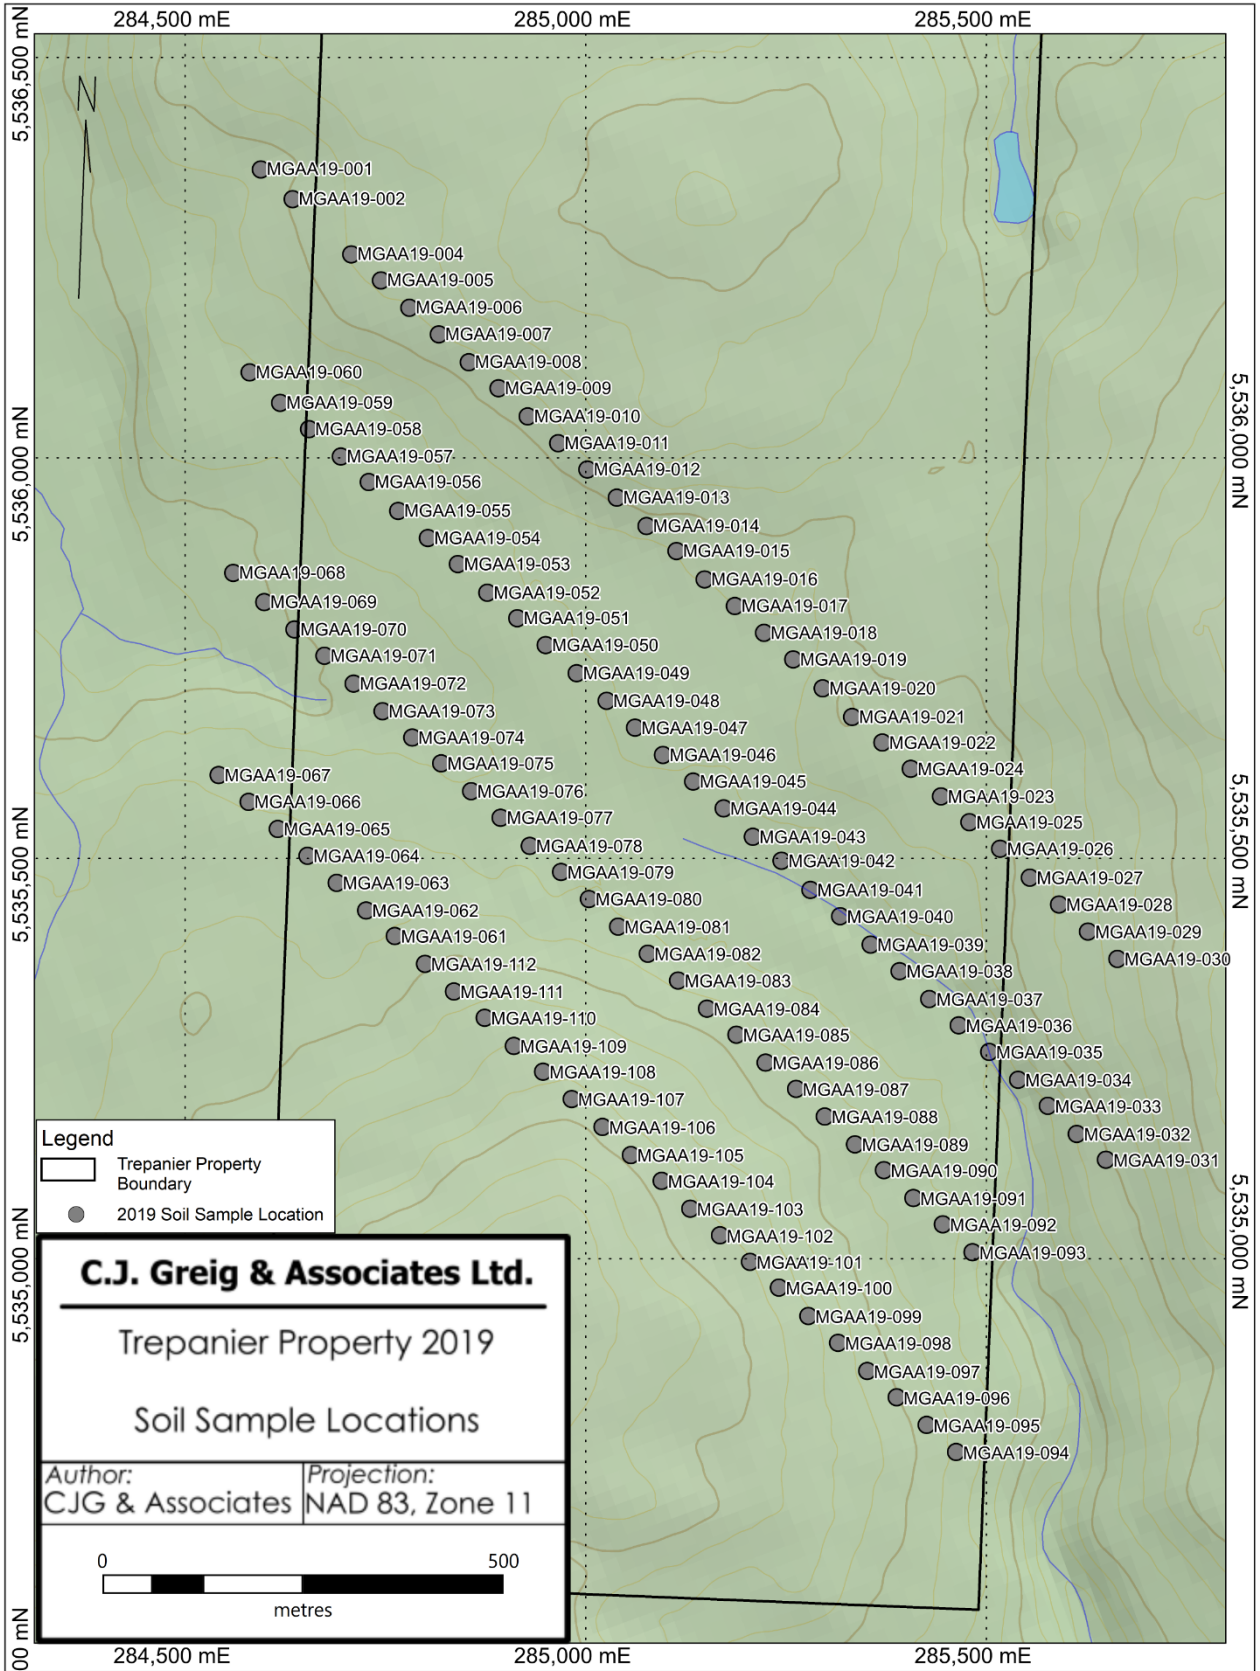 284,500 mE
285,000 mE
285,500 mE
5,536,500 mN
N
MGAA19-001
MGAA19-002
MGAA19-004
MGAA19-005
MGAA19-006
MGAA19-007
MGAA19-008
MGAA19-060
MGAA19-009
MGAA19-059
MGAA19-010
MGAA19-058
MGAA19-011
5,536,000 mN
5,536,000 mN
MGAA19-057
MGAA19-012
MGAA19-056
MGAA19-013
MGAA19-055
MGAA19-014
MGAA19-054
MGAA19-015
MGAA19-053
MGAA19-068
MGAA19-016
MGAA19-052
MGAA19-069
MGAA19-017
MGAA19-051
MGAA19-070
MGAA19-018
MGAA19-050
MGAA19-071
MGAA19-019
MGAA19-049
MGAA19-072
MGAA19-020
MGAA19-048
MGAA19-073
MGAA19-021
MGAA19-047
MGAA19-074
MGAA19-022
MGAA19-046
MGAA19-075
MGAA19-024
MGAA19-067
MGAA19-045
MGAA19-076
MGAA19-023
MGAA19-066
MGAA19-044
MGAA19-077
MGAA19-025
MGAA19-065
MGAA19-043
MGAA19-078
MGAA19-026
5,535,500 mN
5,535,500 mN
MGAA19-064
MGAA19-042
MGAA19-079
MGAA19-027
MGAA19-063
MGAA19-041
MGAA19-080
MGAA19-028
MGAA19-062
MGAA19-040
MGAA19-081
MGAA19-029
MGAA19-061
MGAA19-039
MGAA19-082
MGAA19-030
MGAA19-112
MGAA19-038
MGAA19-083
MGAA19-111
MGAA19-037
MGAA19-084
MGAA19-110
MGAA19-036
MGAA19-085
MGAA19-109
MGAA19-035
MGAA19-086
MGAA19-108
MGAA19-034
MGAA19-087
MGAA19-107
MGAA19-033
MGAA19-088
MGAA19-106
MGAA19-032
MGAA19-089
MGAA19-105
MGAA19-031
MGAA19-090
MGAA19-104
MGAA19-091
MGAA19-103
MGAA19-092
MGAA19-102
MGAA19-093
MGAA19-101
5,535,000 mN
5,535,000 mN
MGAA19-100
MGAA19-099
MGAA19-098
MGAA19-097
MGAA19-096
MGAA19-095
MGAA19-094
Legend
Trepanier Property
Boundary
2019 Soil Sample Location
C.J. Greig & Associates Ltd.
Trepanier Property 2019
Soil Sample Locations
Author:
CJG & Associates
Projection:
NAD 83, Zone 11
0
500
metres
00 mN
284,500 mE
285,000 mE
285,500 mE